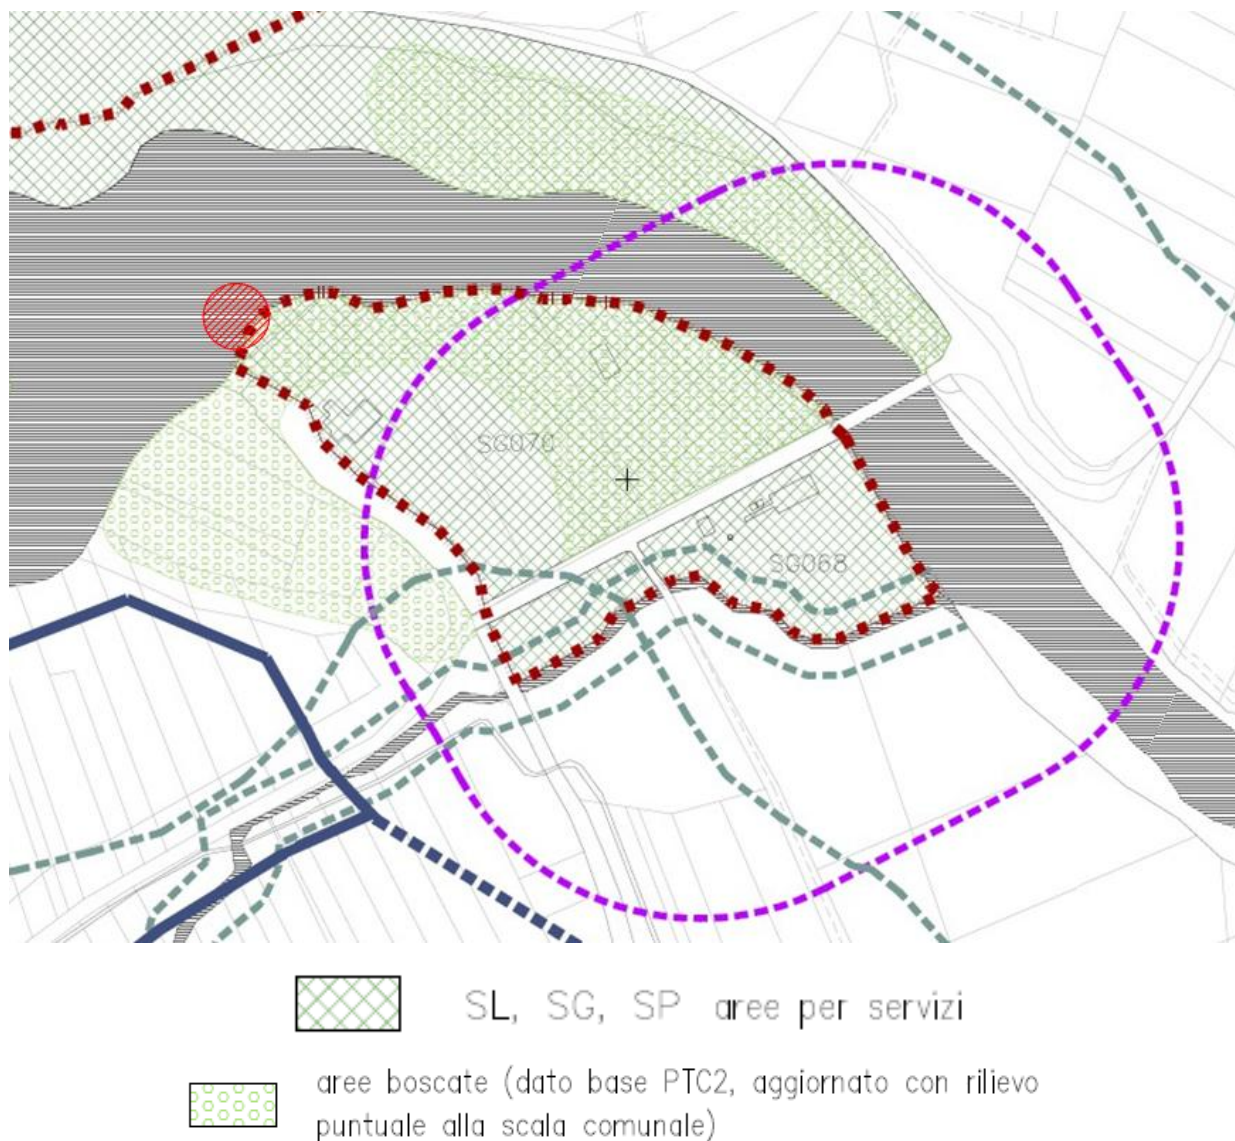 SG070
SG068
SL, SG, SP aree per servizi
aree boscate (dato base PTC2, aggiornato con rilievo
puntuale alla scala comunale)